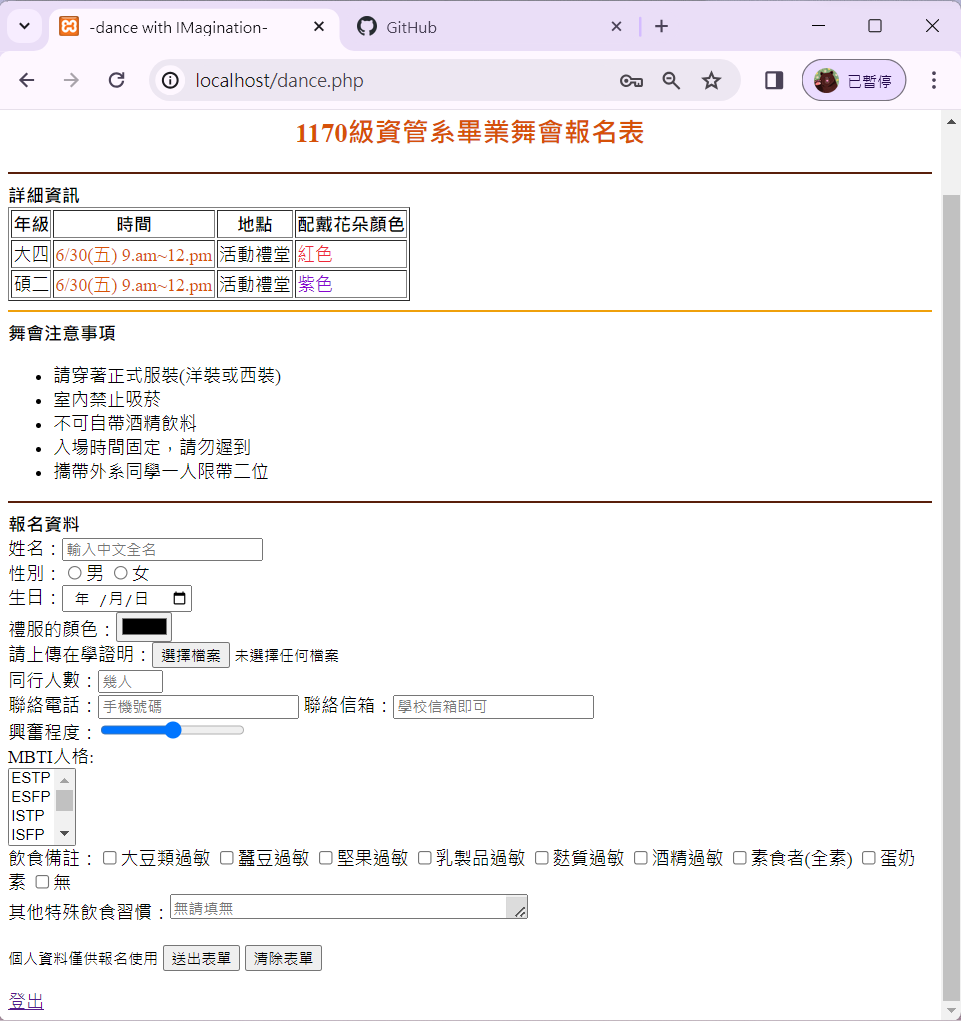 -dance with IMagination-
GitHub
localhost/dance.php
已暫停
1170級資管系畢業舞會報名表
詳細資訊
年級 時間 地點 配戴花朵顏色
大四 6/30(五) 9.am~12.pm 活動禮堂 紅色
碩二 6/30(五) 9.am~12.pm 活動禮堂 紫色
舞會注意事項
請穿著正式服裝(洋裝或西裝)
室內禁止吸菸
不可自帶酒精飲料
入場時間固定，請勿遲到
攜帶外系同學一人限帶二位
報名資料
姓名：輸入中文全名
性別：男 女
生日：年 /月/日
禮服的顏色：
請上傳在學證明：選擇檔案 未選擇任何檔案
同行人數：幾人
聯絡電話：手機號碼 聯絡信箱：學校信箱即可
興奮程度：
MBTI人格:
ESTP
ESFP
ISTP
ISFP
飲食備註：大豆類過敏 蠶豆過敏 堅果過敏 乳製品過敏 麩質過敏 酒精過敏 素食者(全素) 蛋奶
素 無
其他特殊飲食習慣：無請填無
個人資料僅供報名使用 送出表單 清除表單
登出